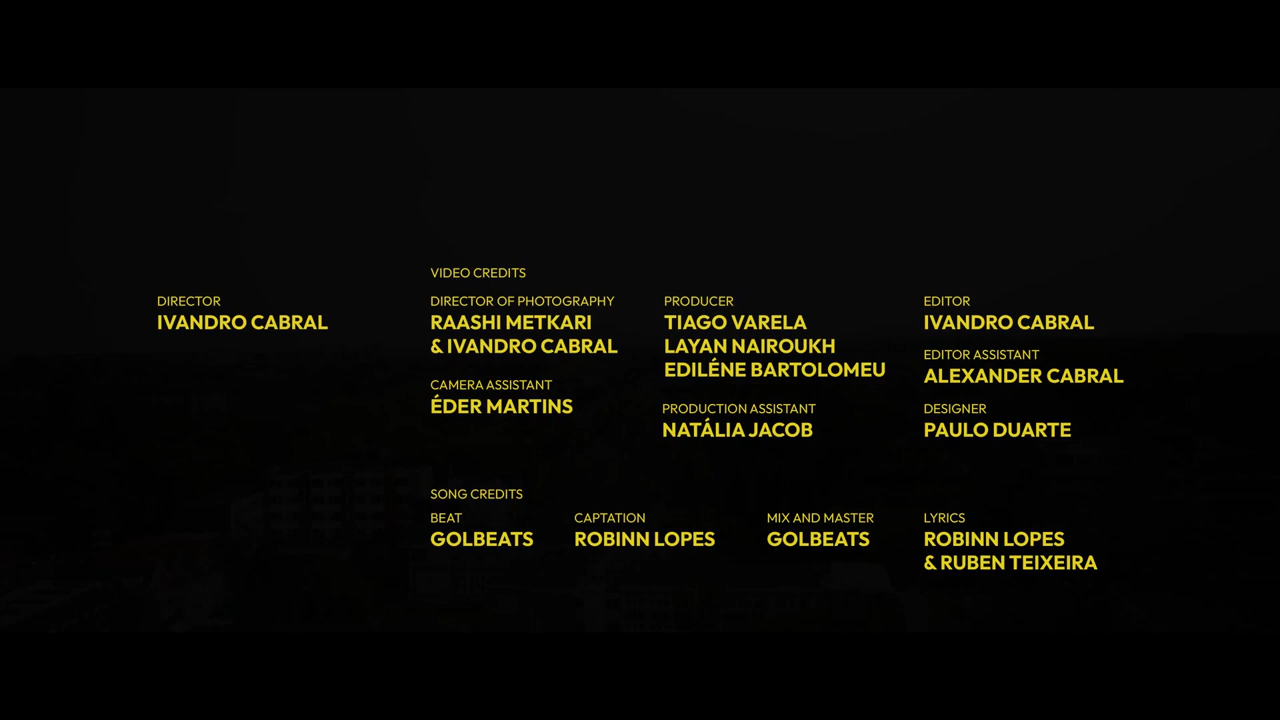 DIRECTOR
IVANDRO CABRAL
VIDEO CREDITS
DIRECTOR OF PHOTOGRAPHY
RAASHI METKARI
& IVANDRO CABRAL
CAMERA ASSISTANT
ÉDER MARTINS
PRODUCER
TIAGO VARELA
LAYAN NAIROUKH
EDILÉNE BARTOLOMEU
PRODUCTION ASSISTANT
NATÁLIA JACOB
EDITOR
IVANDRO CABRAL
EDITOR ASSISTANT
ALEXANDER CABRAL
DESIGNER
PAULO DUARTE
SONG CREDITS
BEAT
GOLBEATS
CAPTATION
ROBINN LOPES
MIX AND MASTER
GOLBEATS
LYRICS
ROBINN LOPES
& RUBEN TEIXEIRA